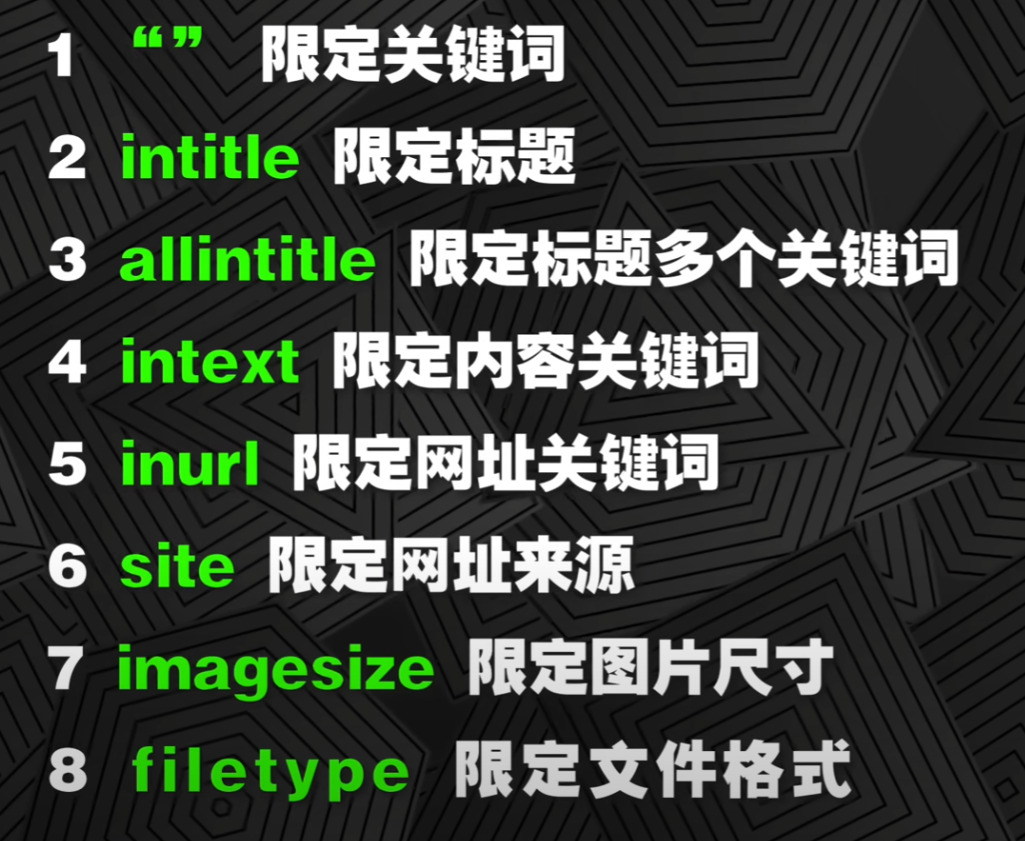 1 “” 限定关键词
2 intitle 限定标题
3 allintitle 限定标题多个关键词
4 intext 限定内容关键词
5 inurl 限定网址关键词
6 site 限定网址来源
7 imagesize 限定图片尺寸
8 filetype 限定文件格式